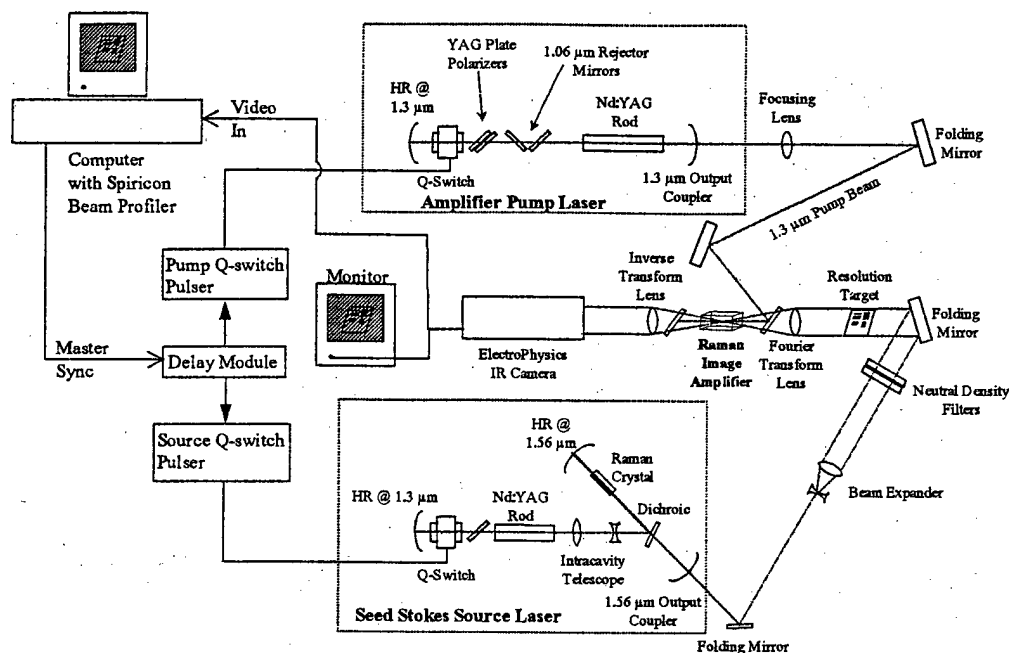 YAG Plate
Polarizers
1.06 µm Rejector
Mirrors
HR @
1.3 µm
Nd:YAG
Rod
Focusing
Lens
Folding
Mirror
Q-Switch
1.3 µm Output
Coupler
Amplifier Pump Laser
1.3 µm Pump Beam
Video
In
Computer
with Spiricon
Beam Profiler
Pump Q-switch
Pulser
Monitor
Inverse
Transform
Lens
Resolution
Target
Folding
Mirror
ElectroPhysics
IR Camera
Raman
Image
Amplifier
Fourier
Transform
Lens
Master
Sync
Delay Module
Neutral Density
Filters
Source Q-switch
Pulser
HR @
1.56 µm
Raman
Crystal
HR @ 1.3 µm
Nd:YAG
Rod
Dichroic
Beam Expander
Q-Switch
Intracavity
Telescope
1.56 µm Output
Coupler
Seed Stokes Source Laser
Folding Mirror